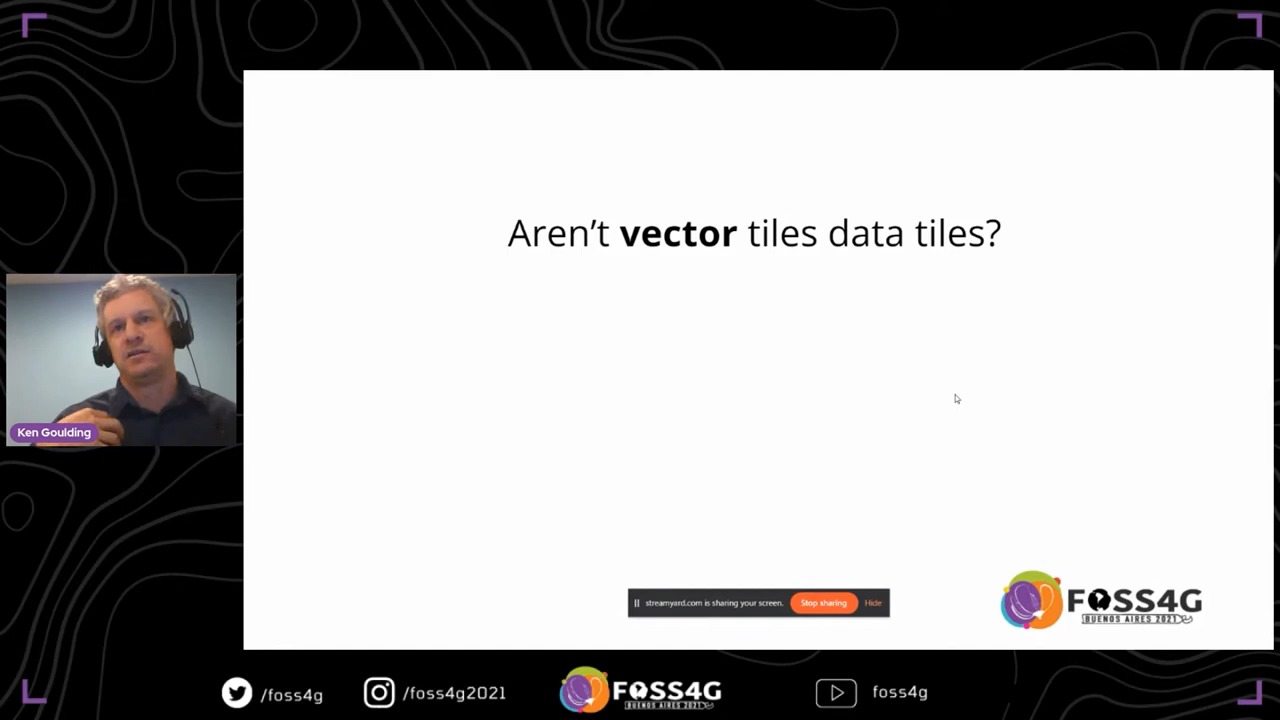 Aren't vector tiles data tiles?
Ken Goulding
streamyard.com is sharing your screen.
Stop sharing
Hide
FOSS4G
BUENOS AIRES 2021
/foss4g
/foss4g2021
FOSS4G
BUENOS AIRES 2021
foss4g